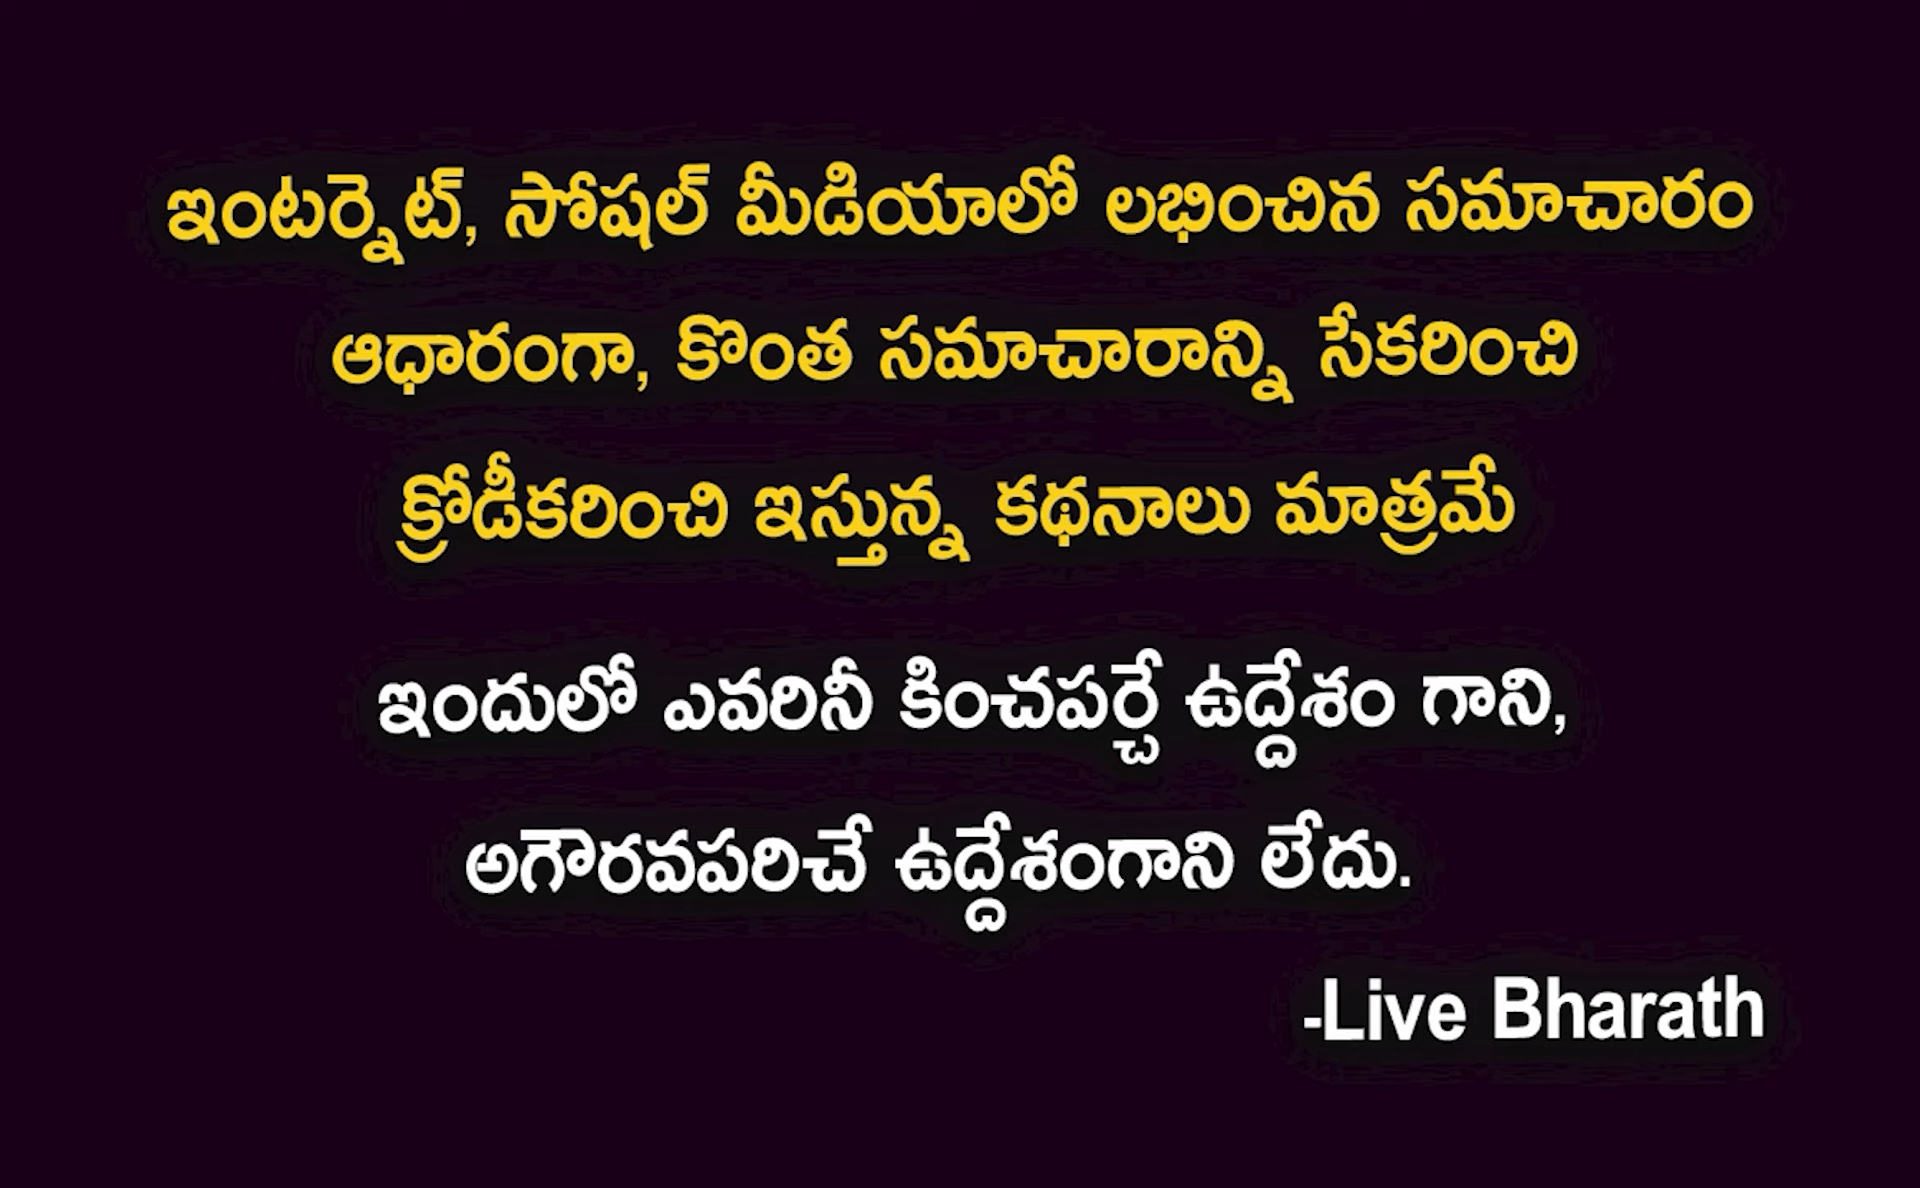 ఇంటర్నెట్, సోషల్ మీడియాలో లభించిన సమాచారం
ఆధారంగా, కొంత సమాచారాన్ని సేకరించి
క్రోడీకరించి ఇస్తున్న కథనాలు మాత్రమే
ఇందులో ఎవరినీ కించపర్చే ఉద్దేశం గాని,
అగౌరవపరిచే ఉద్దేశంగాని లేదు.
-Live Bharath